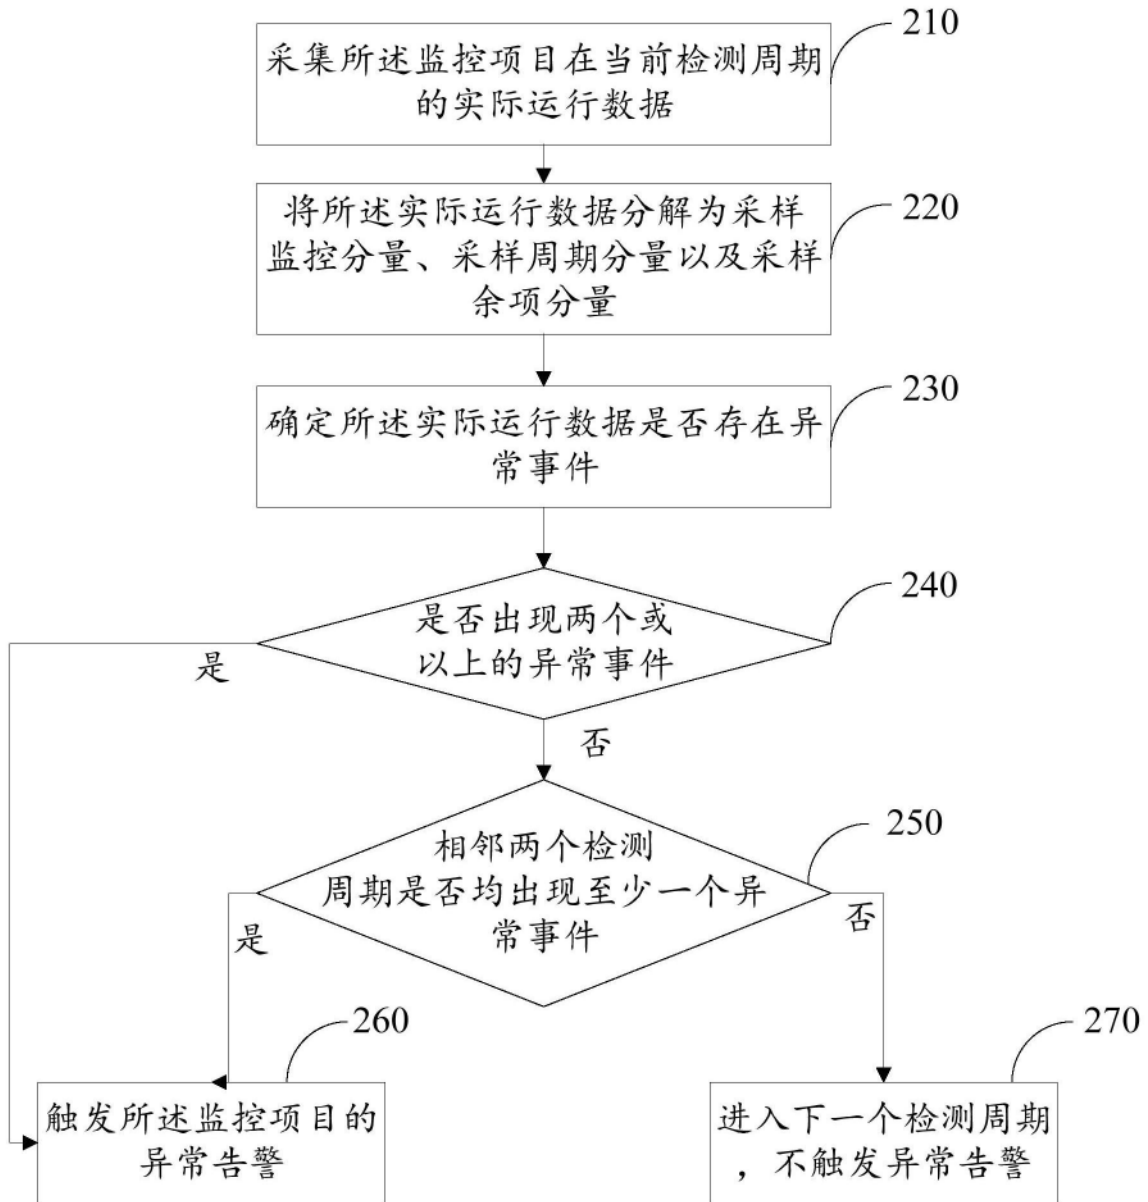 210
采集所述监控项目在当前检测周期
的实际运行数据
220
将所述实际运行数据分解为采样
监控分量、采样周期分量以及采样
余项分量
230
确定所述实际运行数据是否存在异
常事件
240
是否出现两个或
以上的异常事件
是
否
250
相邻两个检测
周期是否均出现至少一个异
常事件
是
否
260
触发所述监控项目的
异常告警
270
进入下一个检测周期
，不触发异常告警